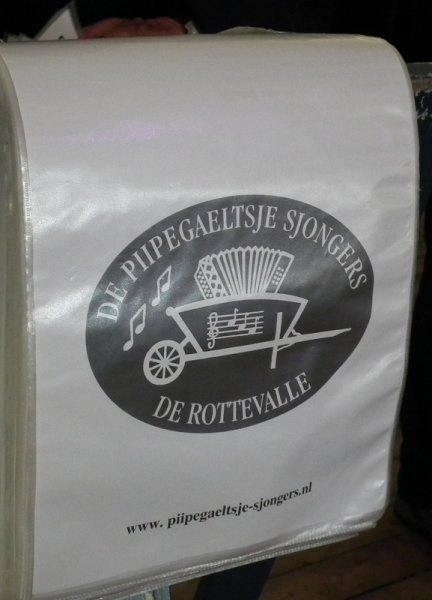 DE PIIPEGAELTSJE SJONGERS
DE ROTTEVALLE
www. piipegaeltsje-sjongers.nl